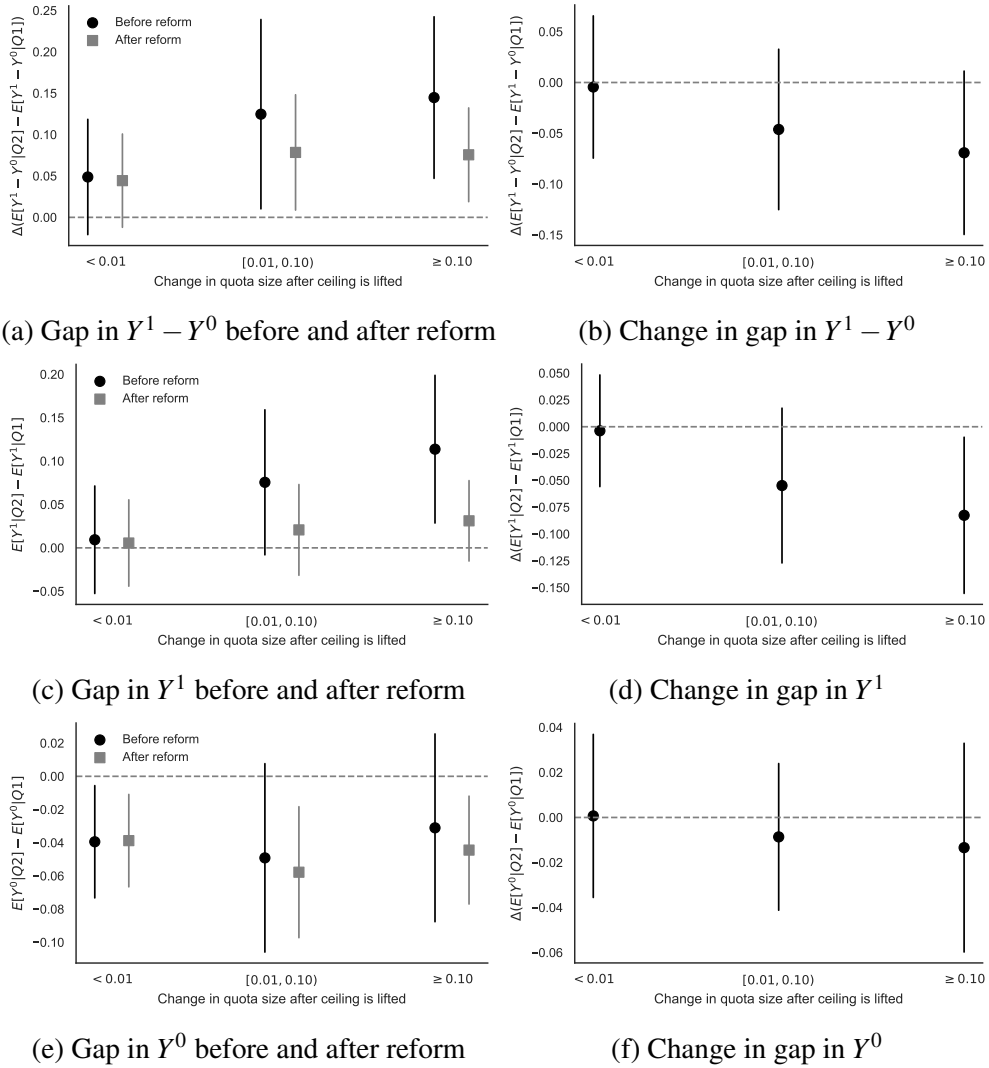 Before reform
After reform
0.25
0.20
0.15
0.10
0.05
0.00
Δ(E[Y¹ − Y⁰|Q2] − E[Y¹ − Y⁰|Q1])
< 0.01
[0.01, 0.10)
≥ 0.10
Change in quota size after ceiling is lifted
(a) Gap in Y¹ − Y⁰ before and after reform
0.05
0.00
−0.05
−0.10
−0.15
Δ(E[Y¹ − Y⁰|Q2] − E[Y¹ − Y⁰|Q1])
< 0.01
[0.01, 0.10)
≥ 0.10
Change in quota size after ceiling is lifted
(b) Change in gap in Y¹ − Y⁰
Before reform
After reform
0.20
0.15
0.10
0.05
0.00
−0.05
E[Y¹|Q2] − E[Y¹|Q1]
< 0.01
[0.01, 0.10)
≥ 0.10
Change in quota size after ceiling is lifted
(c) Gap in Y¹ before and after reform
0.050
0.025
0.000
−0.025
−0.050
−0.075
−0.100
−0.125
−0.150
Δ(E[Y¹|Q2] − E[Y¹|Q1])
< 0.01
[0.01, 0.10)
≥ 0.10
Change in quota size after ceiling is lifted
(d) Change in gap in Y¹
Before reform
After reform
0.02
0.00
−0.02
−0.04
−0.06
−0.08
−0.10
E[Y⁰|Q2] − E[Y⁰|Q1]
< 0.01
[0.01, 0.10)
≥ 0.10
Change in quota size after ceiling is lifted
(e) Gap in Y⁰ before and after reform
0.04
0.02
0.00
−0.02
−0.04
−0.06
Δ(E[Y⁰|Q2] − E[Y⁰|Q1])
< 0.01
[0.01, 0.10)
≥ 0.10
Change in quota size after ceiling is lifted
(f) Change in gap in Y⁰